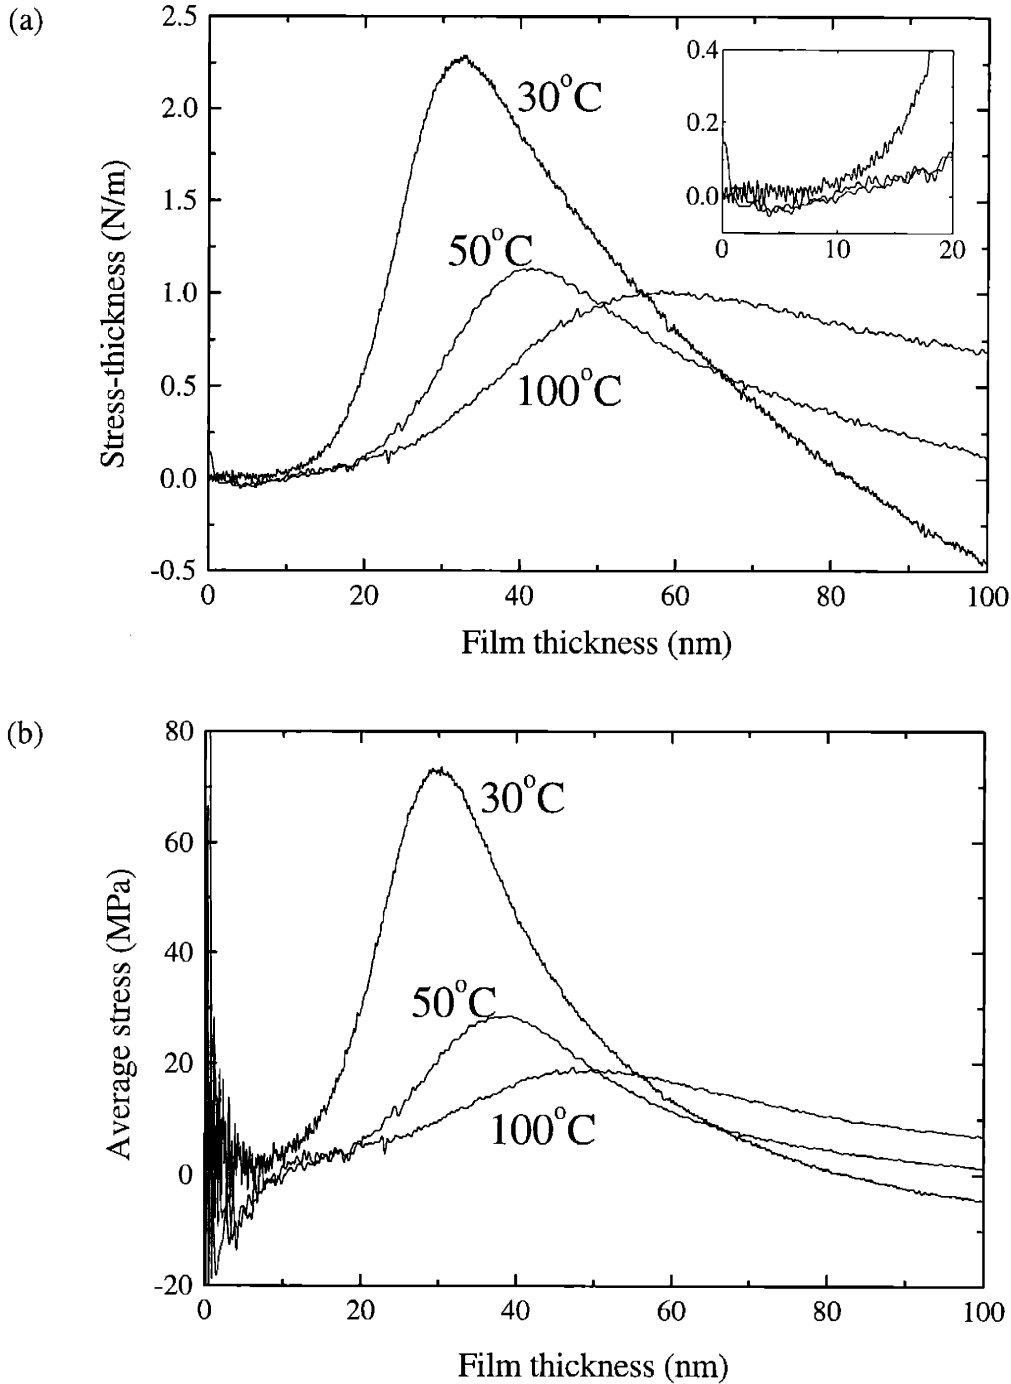 (a)
2.5
2.0
1.5
1.0
0.5
0.0
-0.5
Stress-thickness (N/m)
30°C
50°C
100°C
0.4
0.2
0.0
0 10 20
0 20 40 60 80 100
Film thickness (nm)
(b)
80
60
40
20
0
-20
Average stress (MPa)
30°C
50°C
100°C
0 20 40 60 80 100
Film thickness (nm)